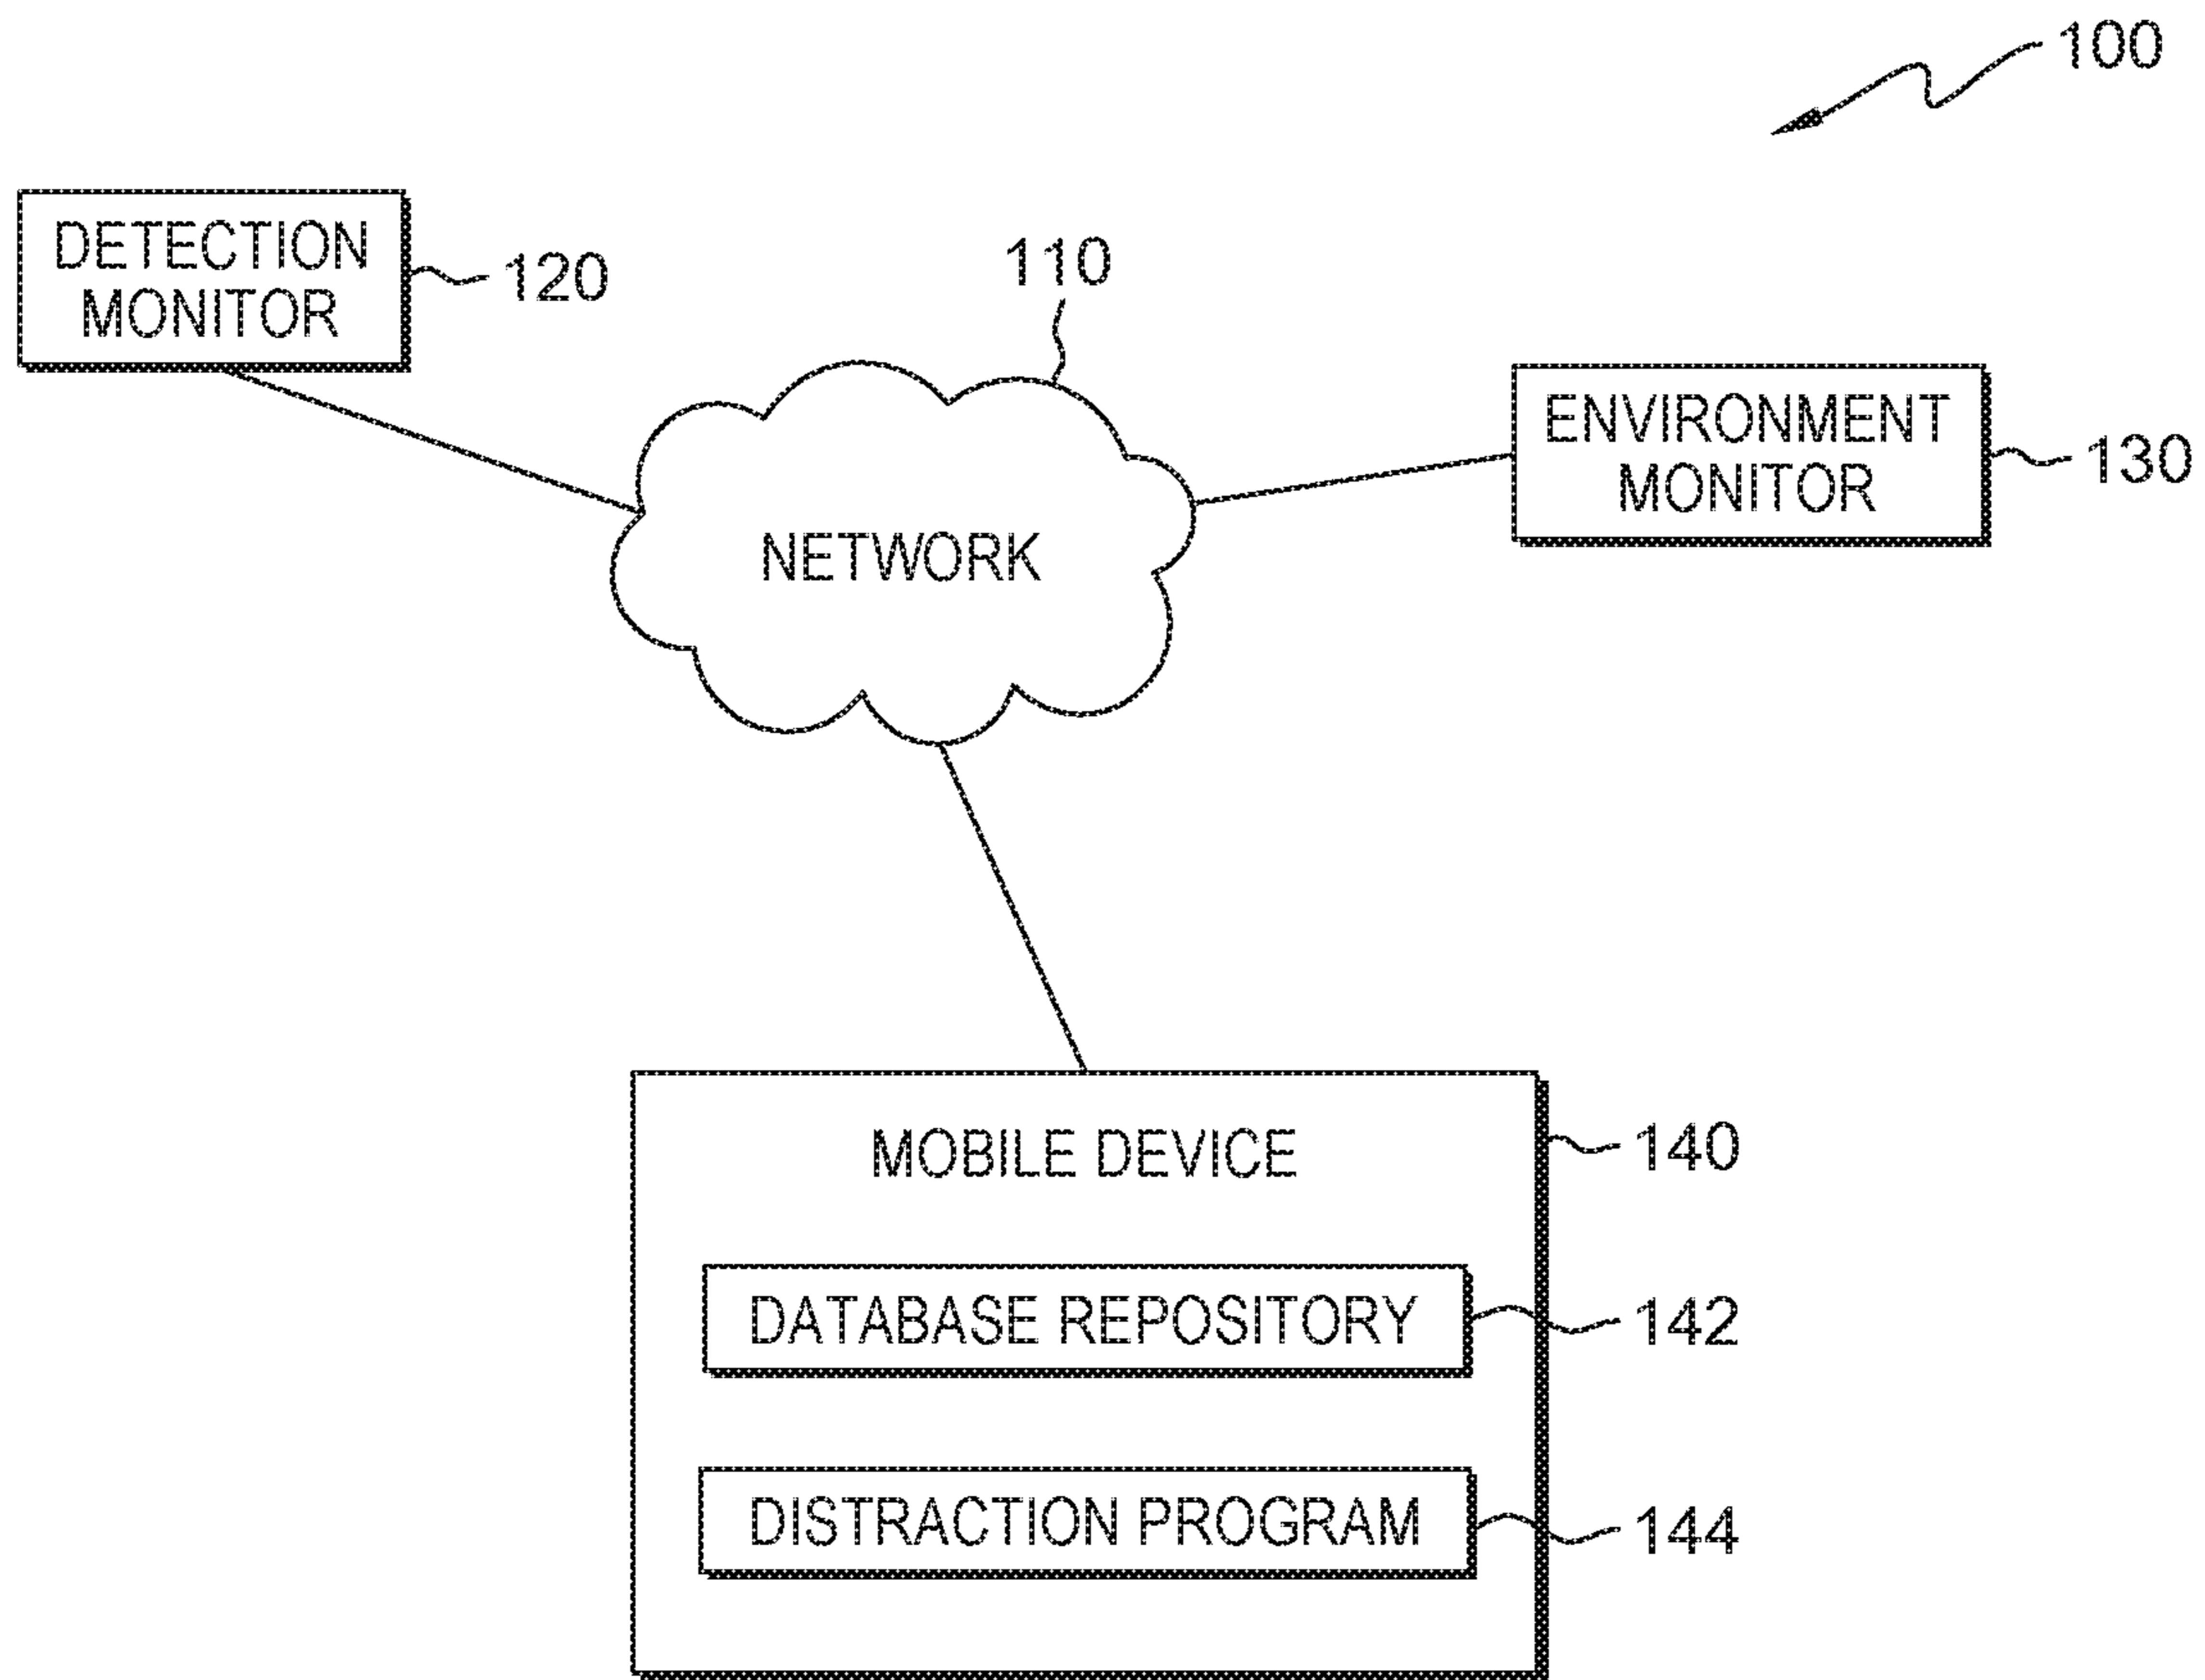 100
DETECTION
MONITOR
120
110
ENVIRONMENT
MONITOR
130
NETWORK
MOBILE DEVICE
140
DATABASE REPOSITORY
142
DISTRACTION PROGRAM
144